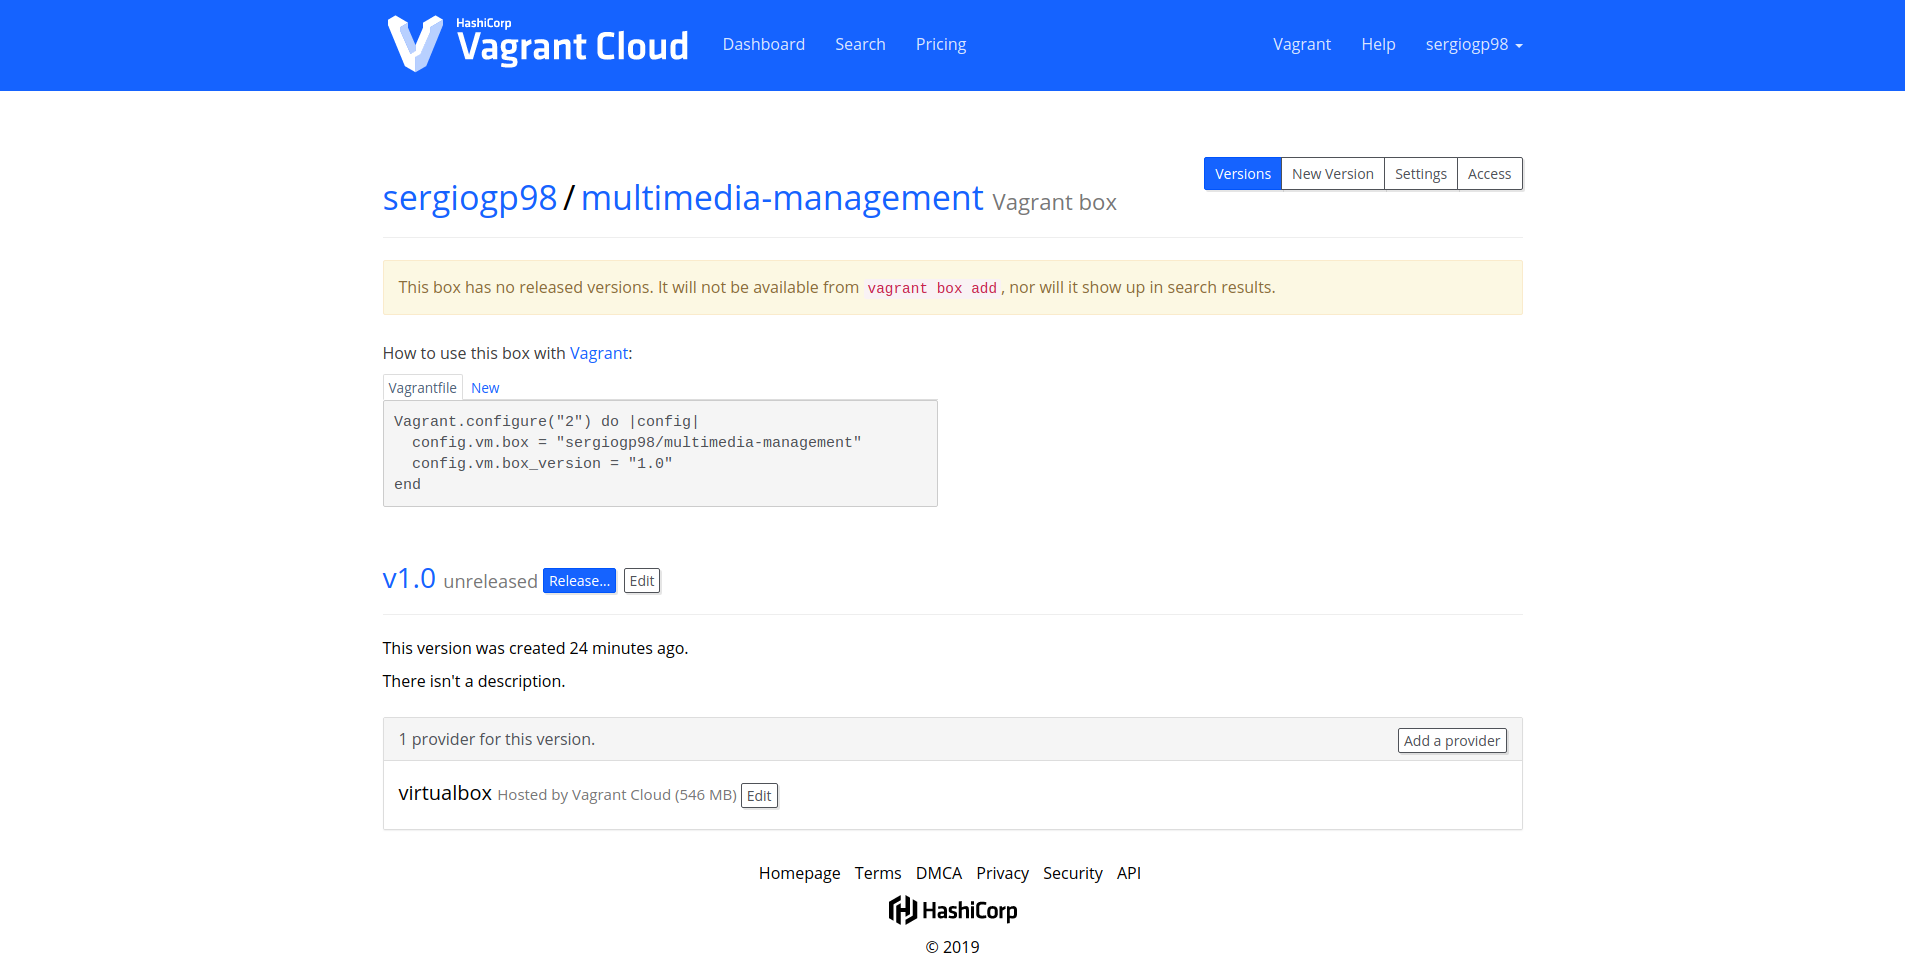 HashiCorp
Vagrant Cloud Dashboard Search Pricing Vagrant Help sergiogp98
Versions New Version Settings Access
sergiogp98 / multimedia-management Vagrant box
This box has no released versions. It will not be available from vagrant box add, nor will it show up in search results.
How to use this box with Vagrant:
Vagrantfile New
Vagrant.configure("2") do |config|
  config.vm.box = "sergiogp98/multimedia-management"
  config.vm.box_version = "1.0"
end
v1.0 unreleased Release... Edit
This version was created 24 minutes ago.
There isn't a description.
1 provider for this version. Add a provider
virtualbox Hosted by Vagrant Cloud (546 MB) Edit
Homepage Terms DMCA Privacy Security API
HashiCorp
© 2019